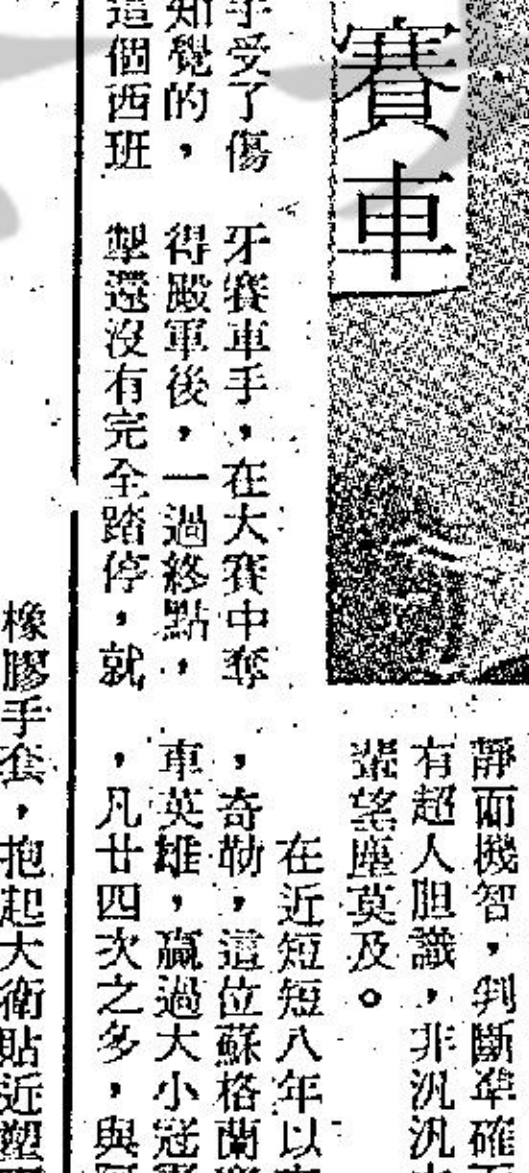 賽車
手受了傷
知覺的，
這個西班
牙賽車手，在大賽中奪
得殿軍後，一過終點，
掣還沒有完全踏停，就
靜而機智，判斷準確
有超人胆識，非汎汎
輩望塵莫及。
在近短短八年以
，奇勒，這位蘇格蘭
車英雄，贏過大小冠軍
，凡廿四次之多，與
橡膠手套，抱起大衛貼近塑